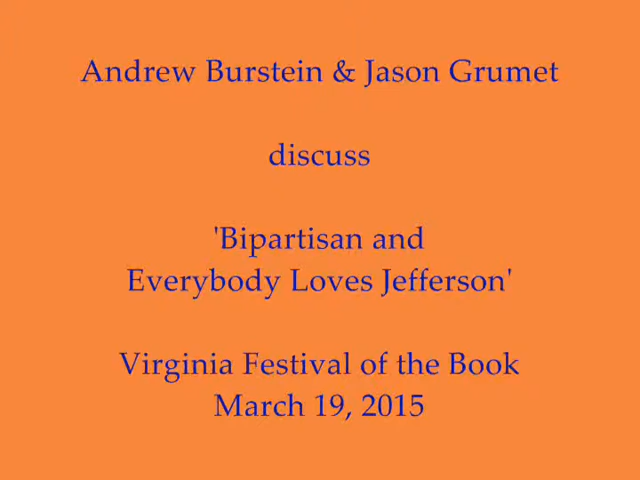 Andrew Burstein & Jason Grumet
discuss
'Bipartisan and
Everybody Loves Jefferson'
Virginia Festival of the Book
March 19, 2015